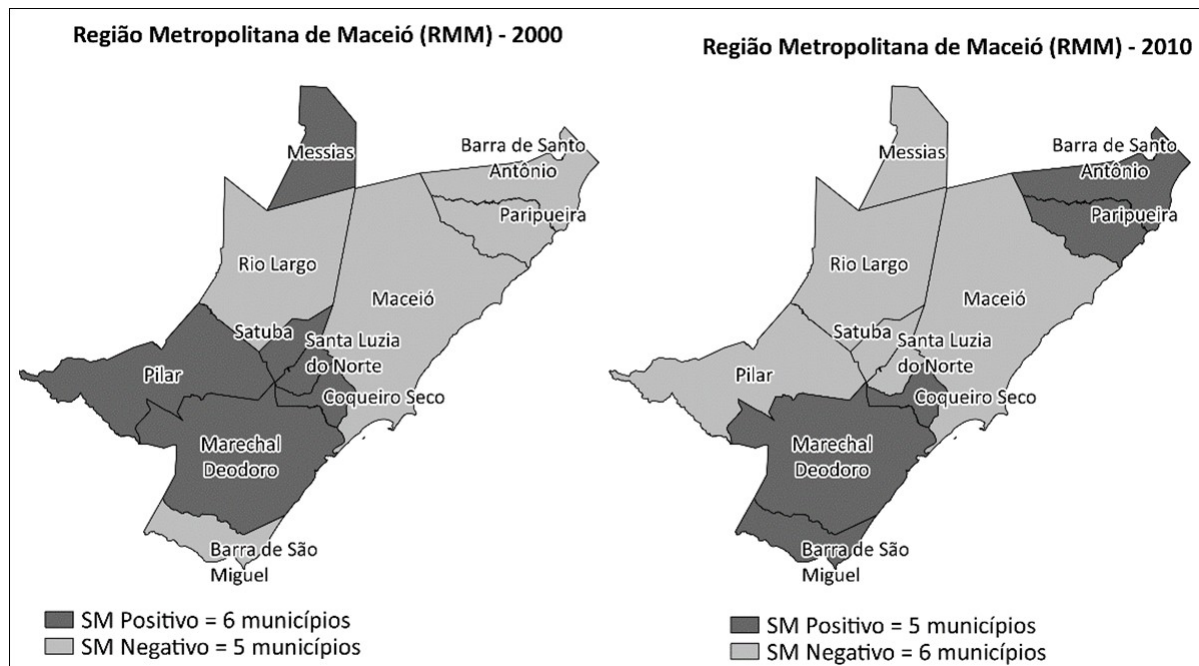 Região Metropolitana de Maceió (RMM) - 2000
Messias
Barra de Santo
Antônio
Paripueira
Rio Largo
Maceió
Satuba
Santa Luzia
do Norte
Pilar
Coqueiro Seco
Marechal
Deodoro
Barra de São
Miguel
SM Positivo = 6 municípios
SM Negativo = 5 municípios
Região Metropolitana de Maceió (RMM) - 2010
Messias
Barra de Santo
Antônio
Paripueira
Rio Largo
Maceió
Satuba
Santa Luzia
do Norte
Pilar
Coqueiro Seco
Marechal
Deodoro
Barra de São
Miguel
SM Positivo = 5 municípios
SM Negativo = 6 municípios